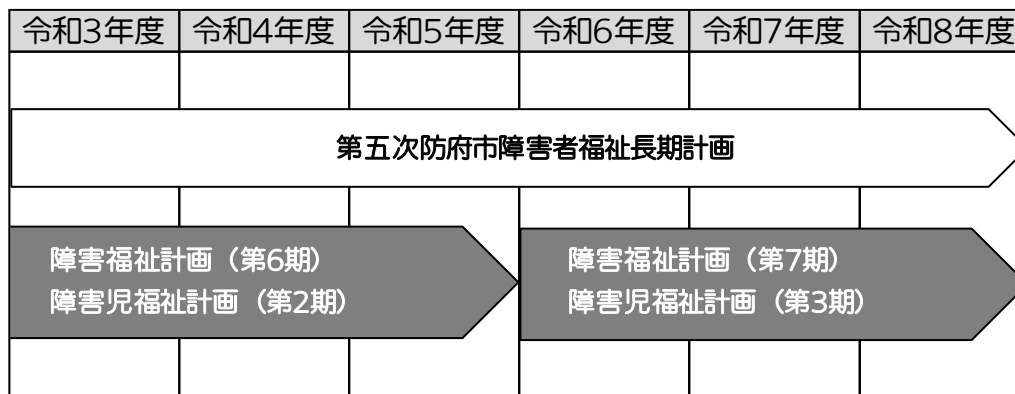 令和3年度 令和4年度 令和5年度 令和6年度 令和7年度 令和8年度
第五次防府市障害者福祉長期計画
障害福祉計画（第6期）
障害児福祉計画（第2期）
障害福祉計画（第7期）
障害児福祉計画（第3期）